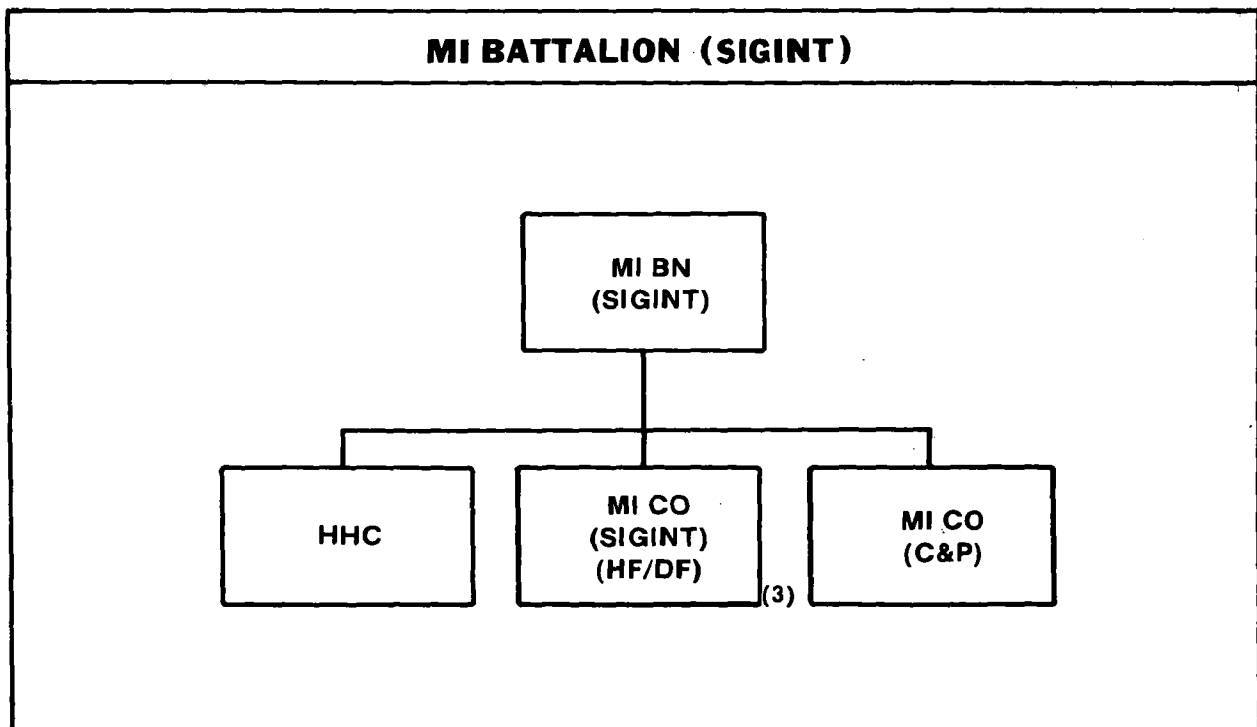 MI BATTALION (SIGINT)
MI BN
(SIGINT)
HHC
MI CO
(SIGINT)
(HF/DF)
(3)
MI CO
(C&P)